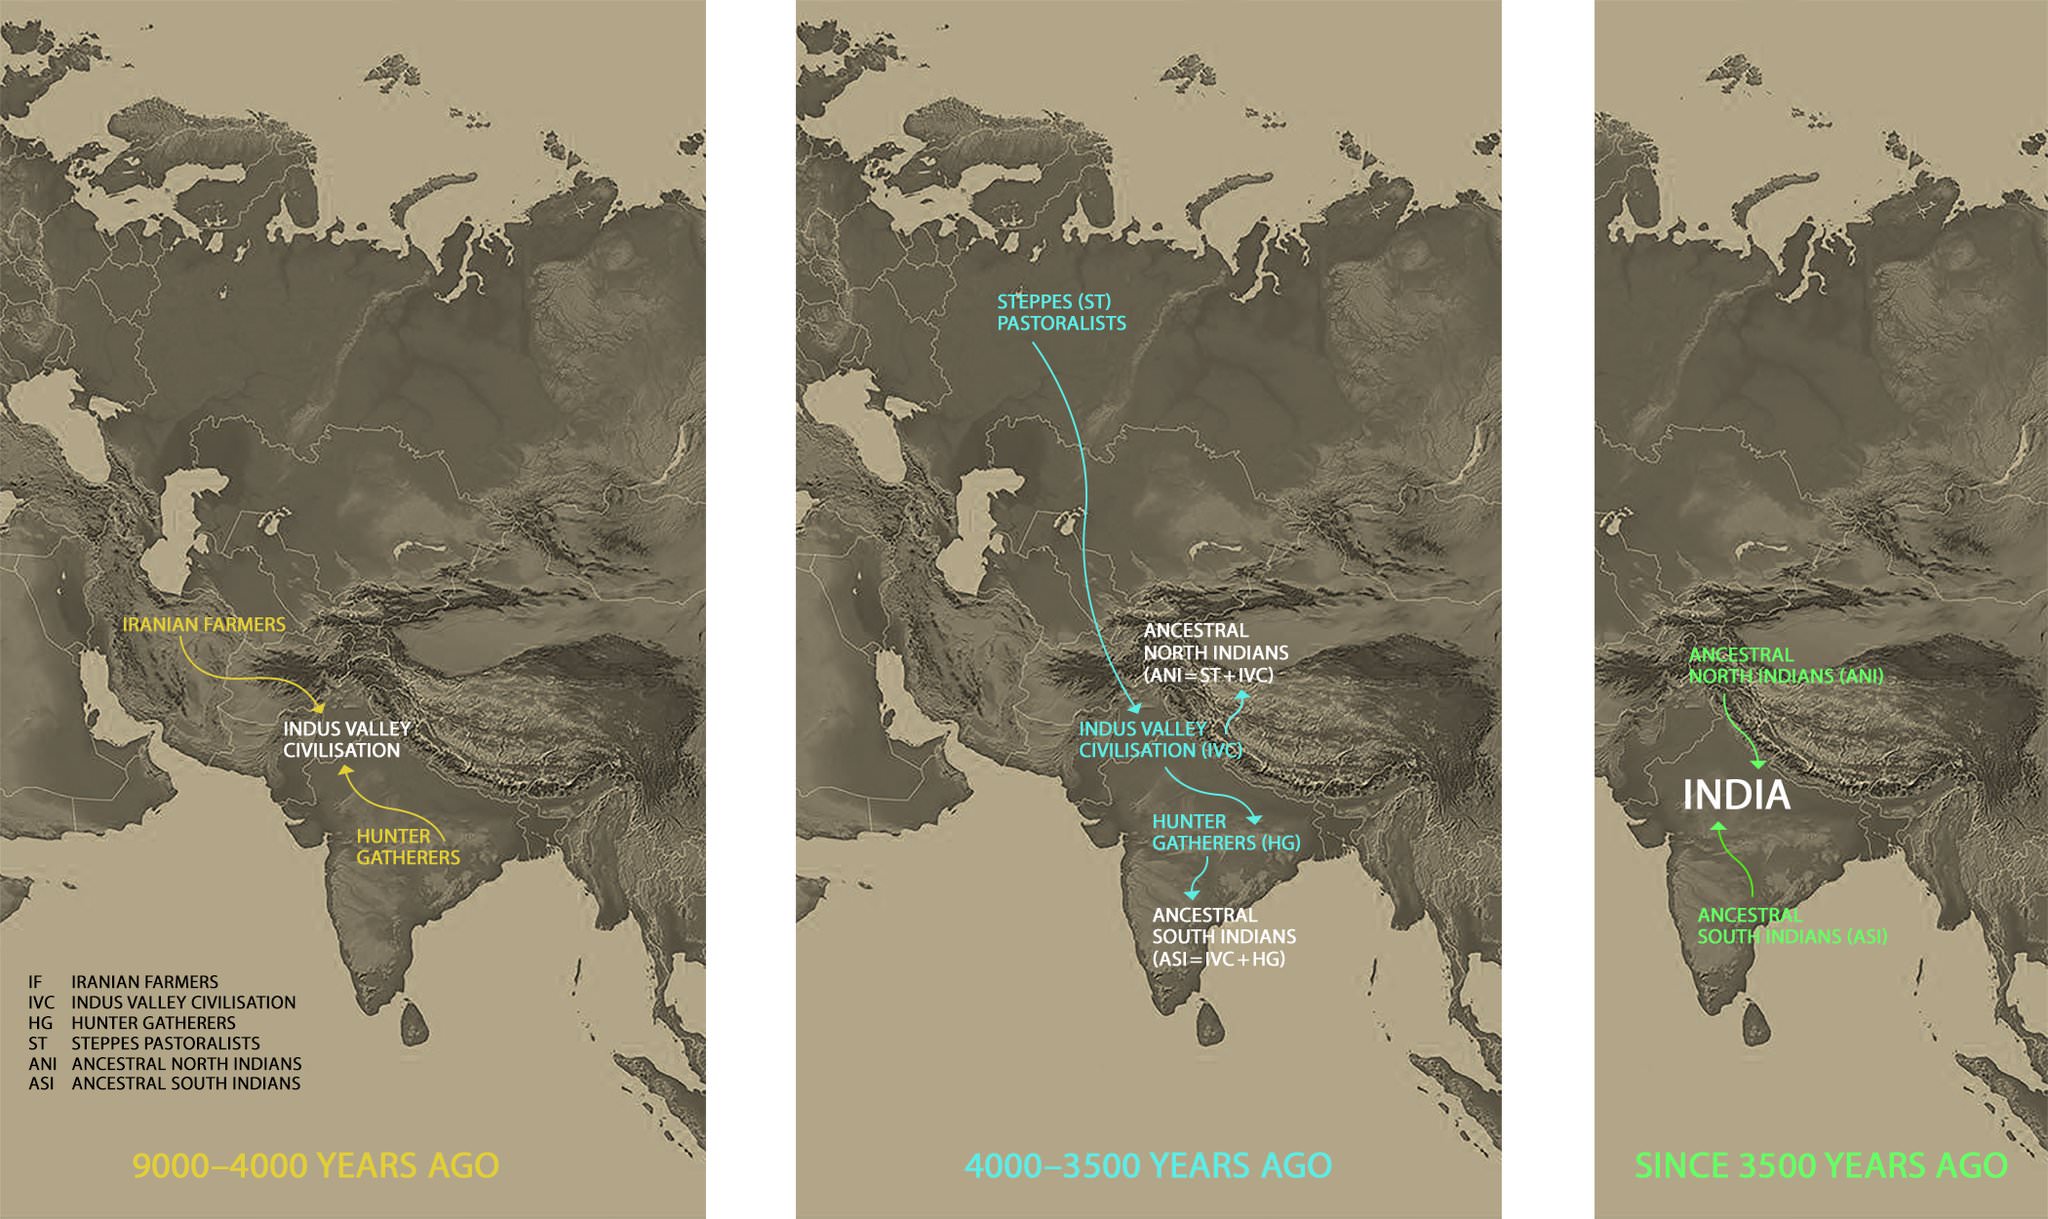 IRANIAN FARMERS
INDUS VALLEY
CIVILISATION
HUNTER
GATHERERS
IF IRANIAN FARMERS
IVC INDUS VALLEY CIVILISATION
HG HUNTER GATHERERS
ST STEPPES PASTORALISTS
ANI ANCESTRAL NORTH INDIANS
ASI ANCESTRAL SOUTH INDIANS
9000–4000 YEARS AGO
STEPPES (ST)
PASTORALISTS
ANCESTRAL
NORTH INDIANS
(ANI=ST+IVC)
INDUS VALLEY
CIVILISATION (IVC)
HUNTER
GATHERERS (HG)
ANCESTRAL
SOUTH INDIANS
(ASI=IVC+HG)
4000–3500 YEARS AGO
ANCESTRAL
NORTH INDIANS (ANI)
INDIA
ANCESTRAL
SOUTH INDIANS (ASI)
SINCE 3500 YEARS AGO